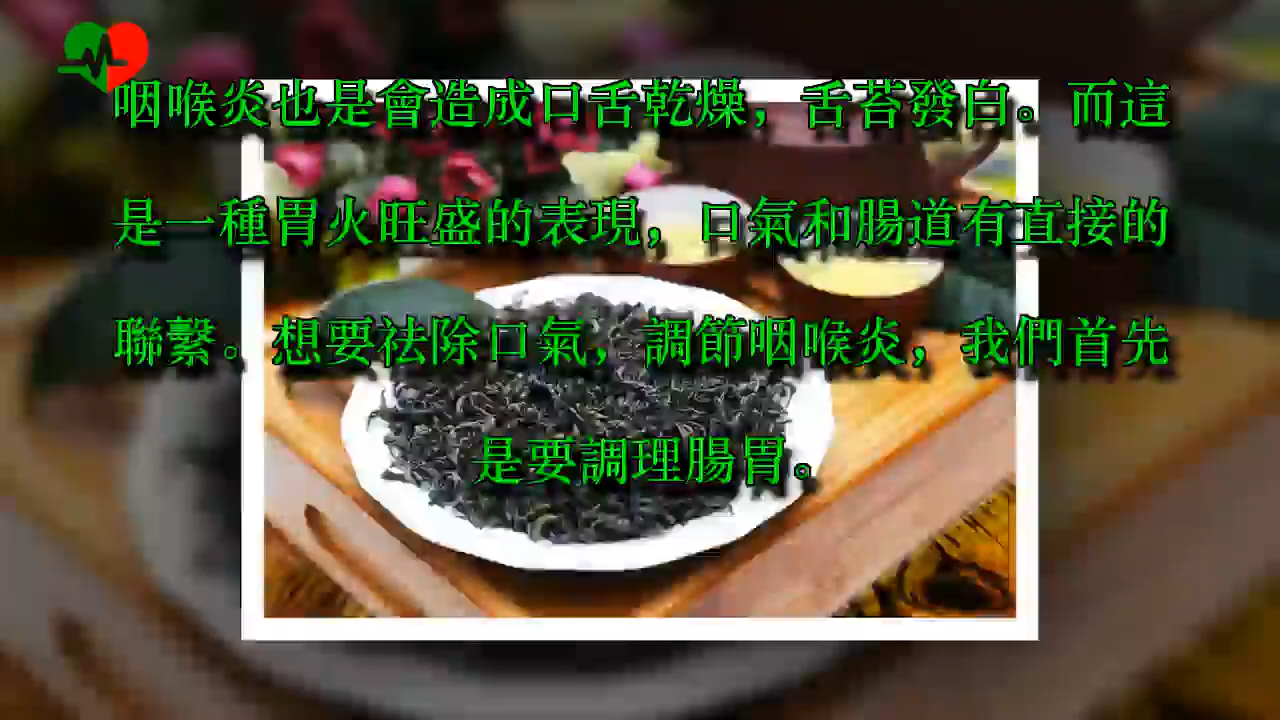 咽喉炎也是會造成口舌乾燥，舌苔發白。而這
是一種胃火旺盛的表現，口氣和腸道有直接的
聯繫。想要祛除口氣，調節咽喉炎，我們首先
是要調理腸胃。